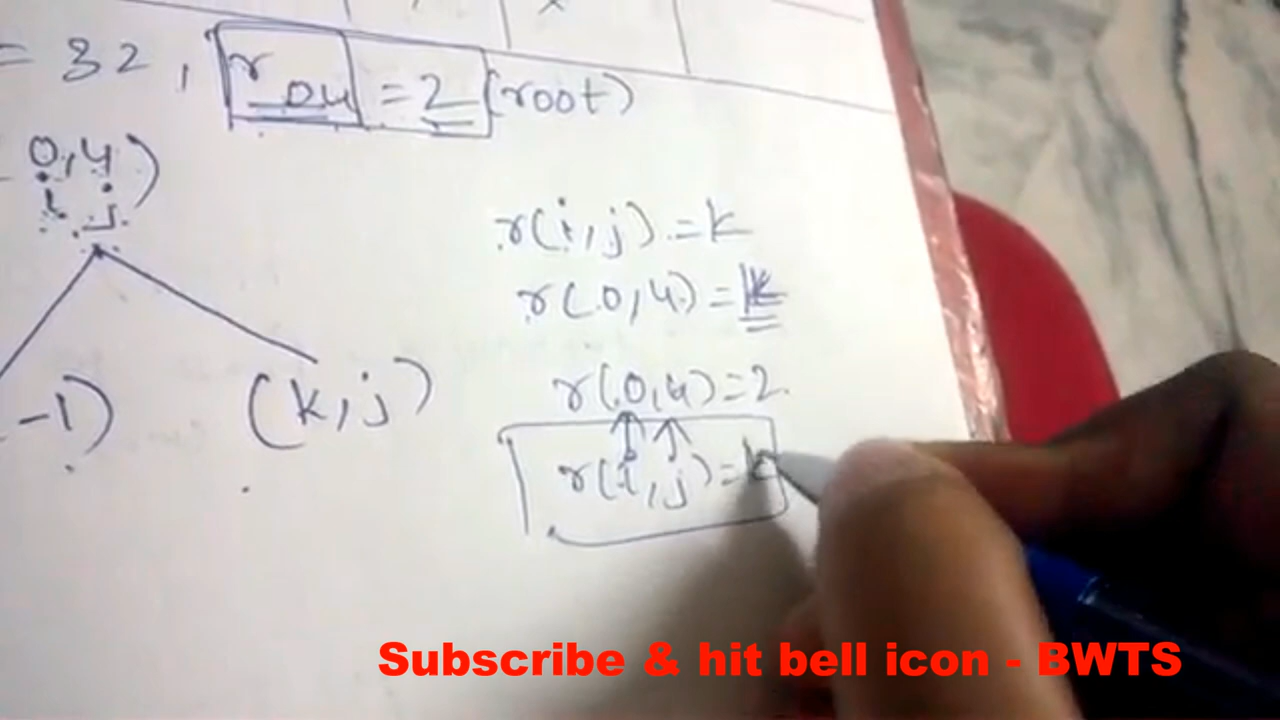 = 32, r04 = 2 (root)
0,4)
i j
r(i,j) = k
r(0,4) = k
r(0,4) = 2.
-1) (k,j)
r(i,j) = k
Subscribe & hit bell icon - BWTS